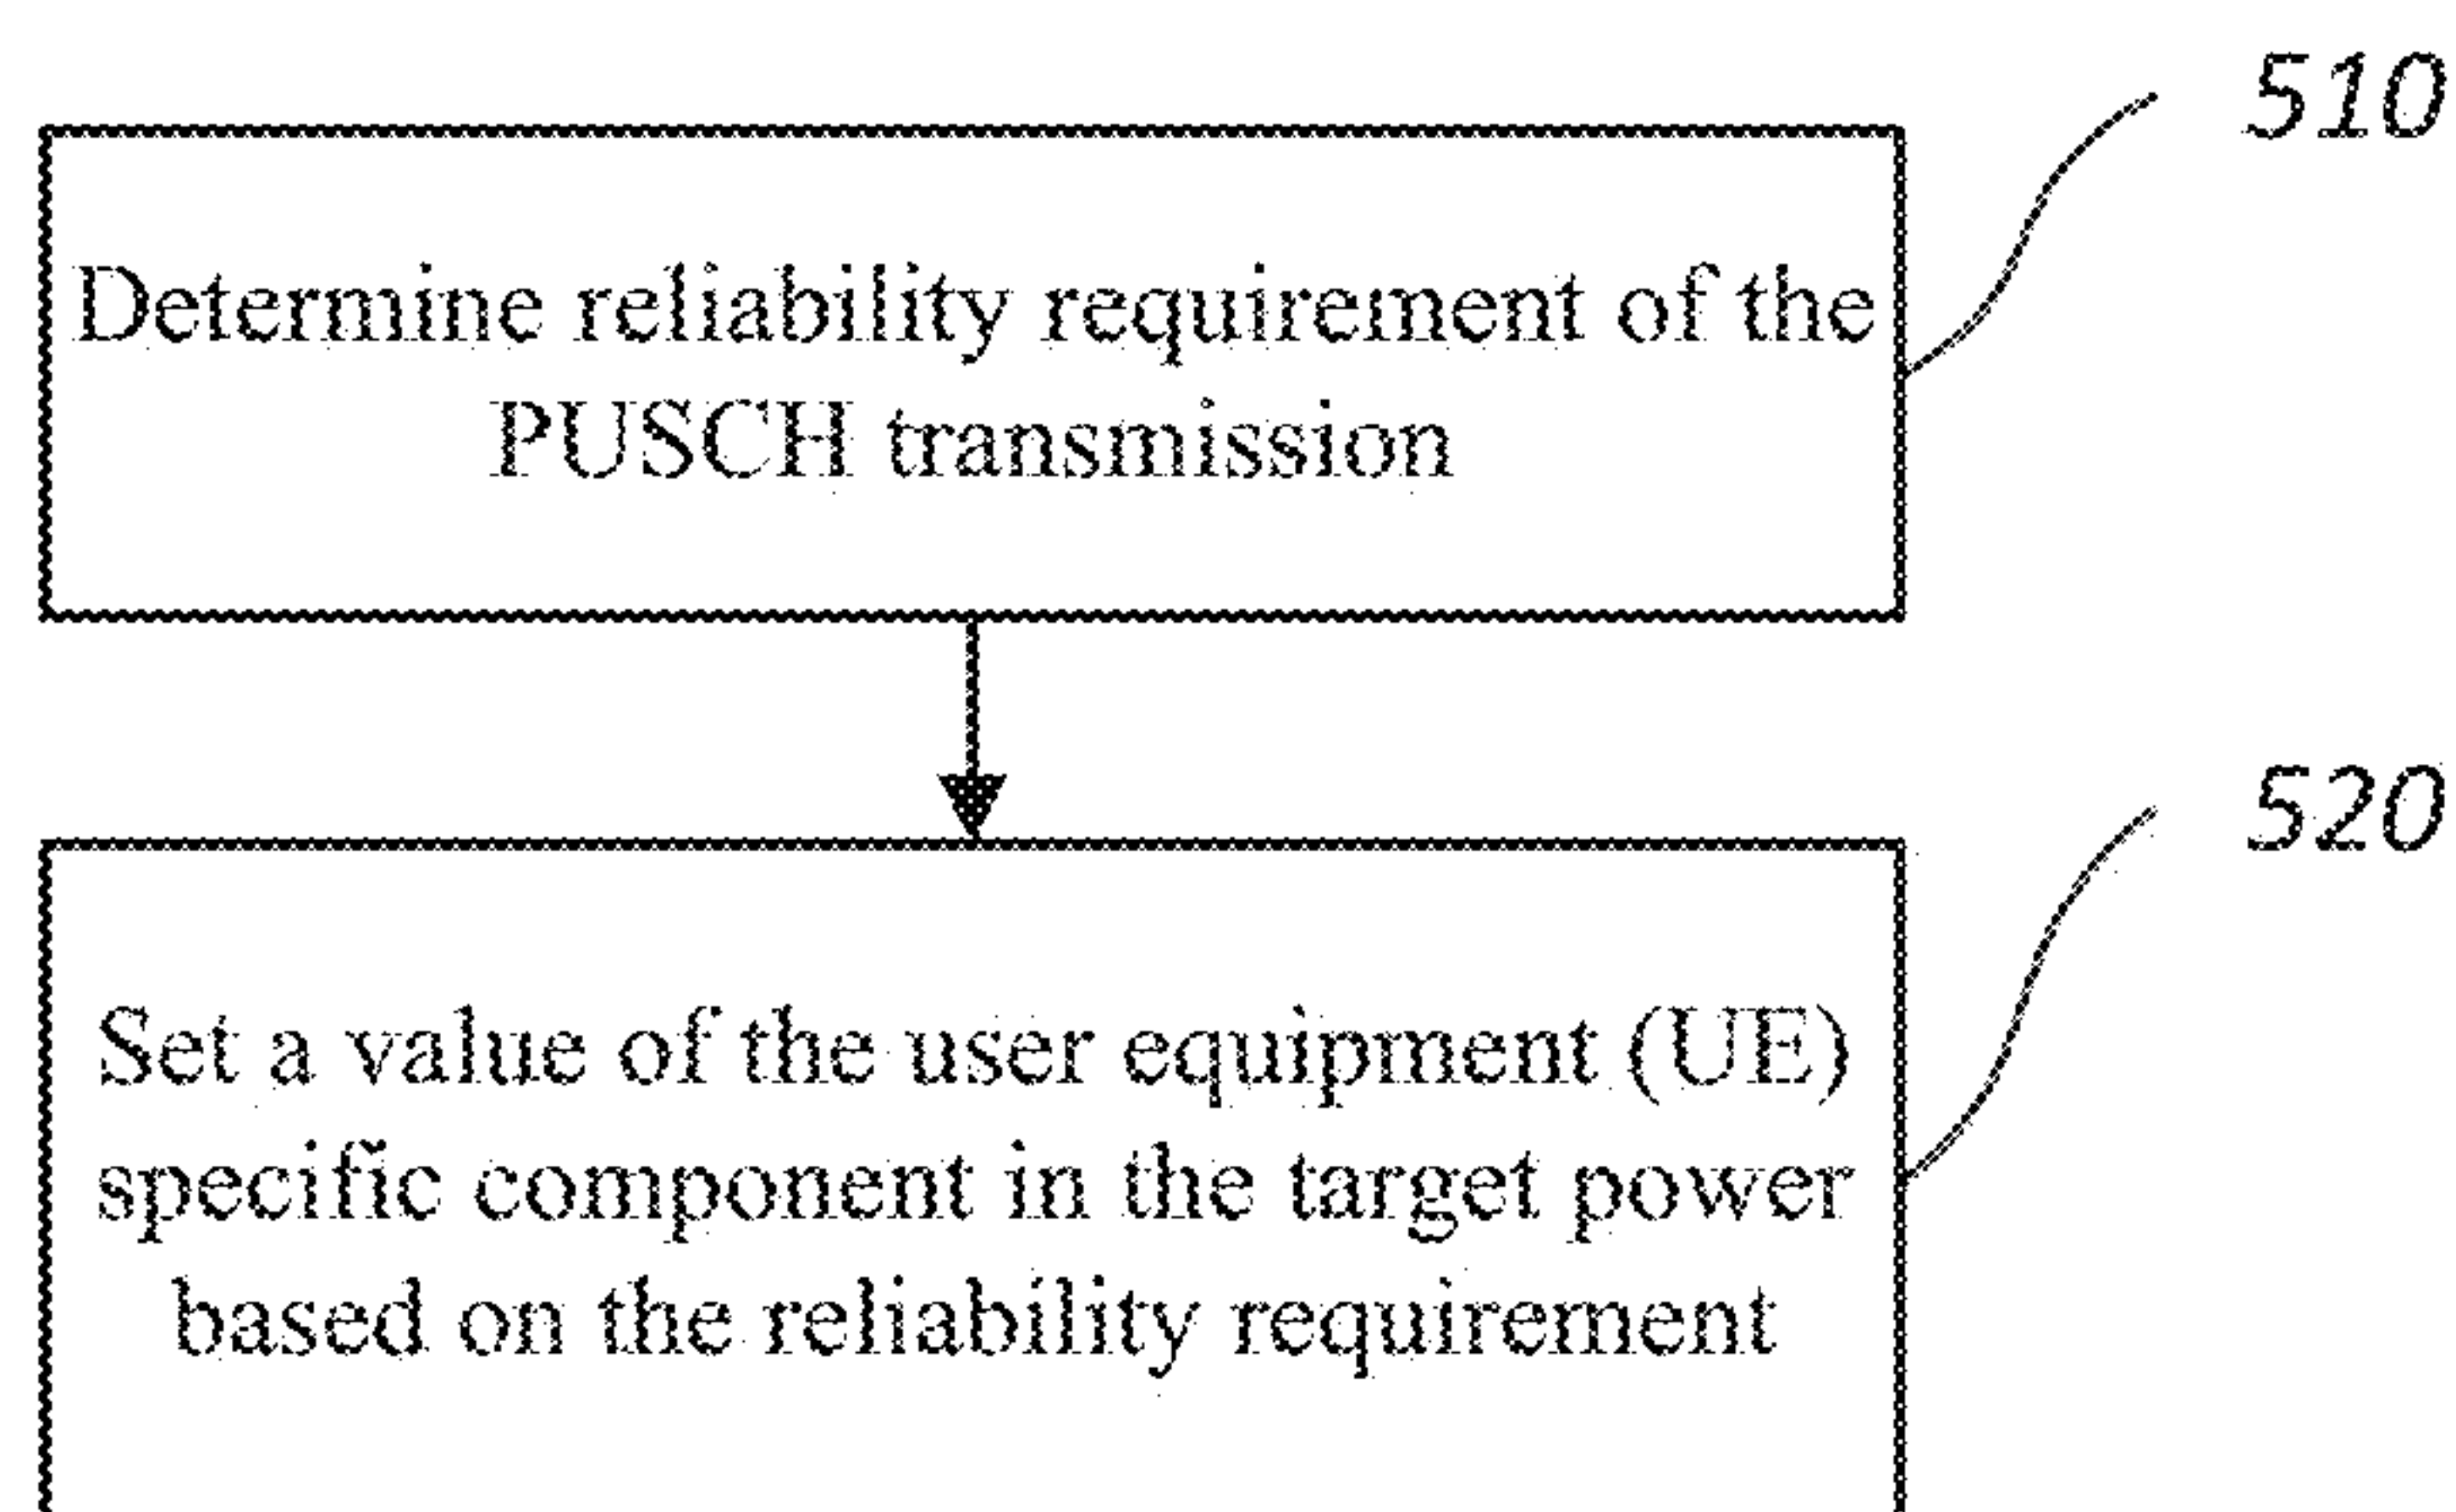 510
Determine reliability requirement of the
PUSCH transmission
520
Set a value of the user equipment (UE)
specific component in the target power
based on the reliability requirement